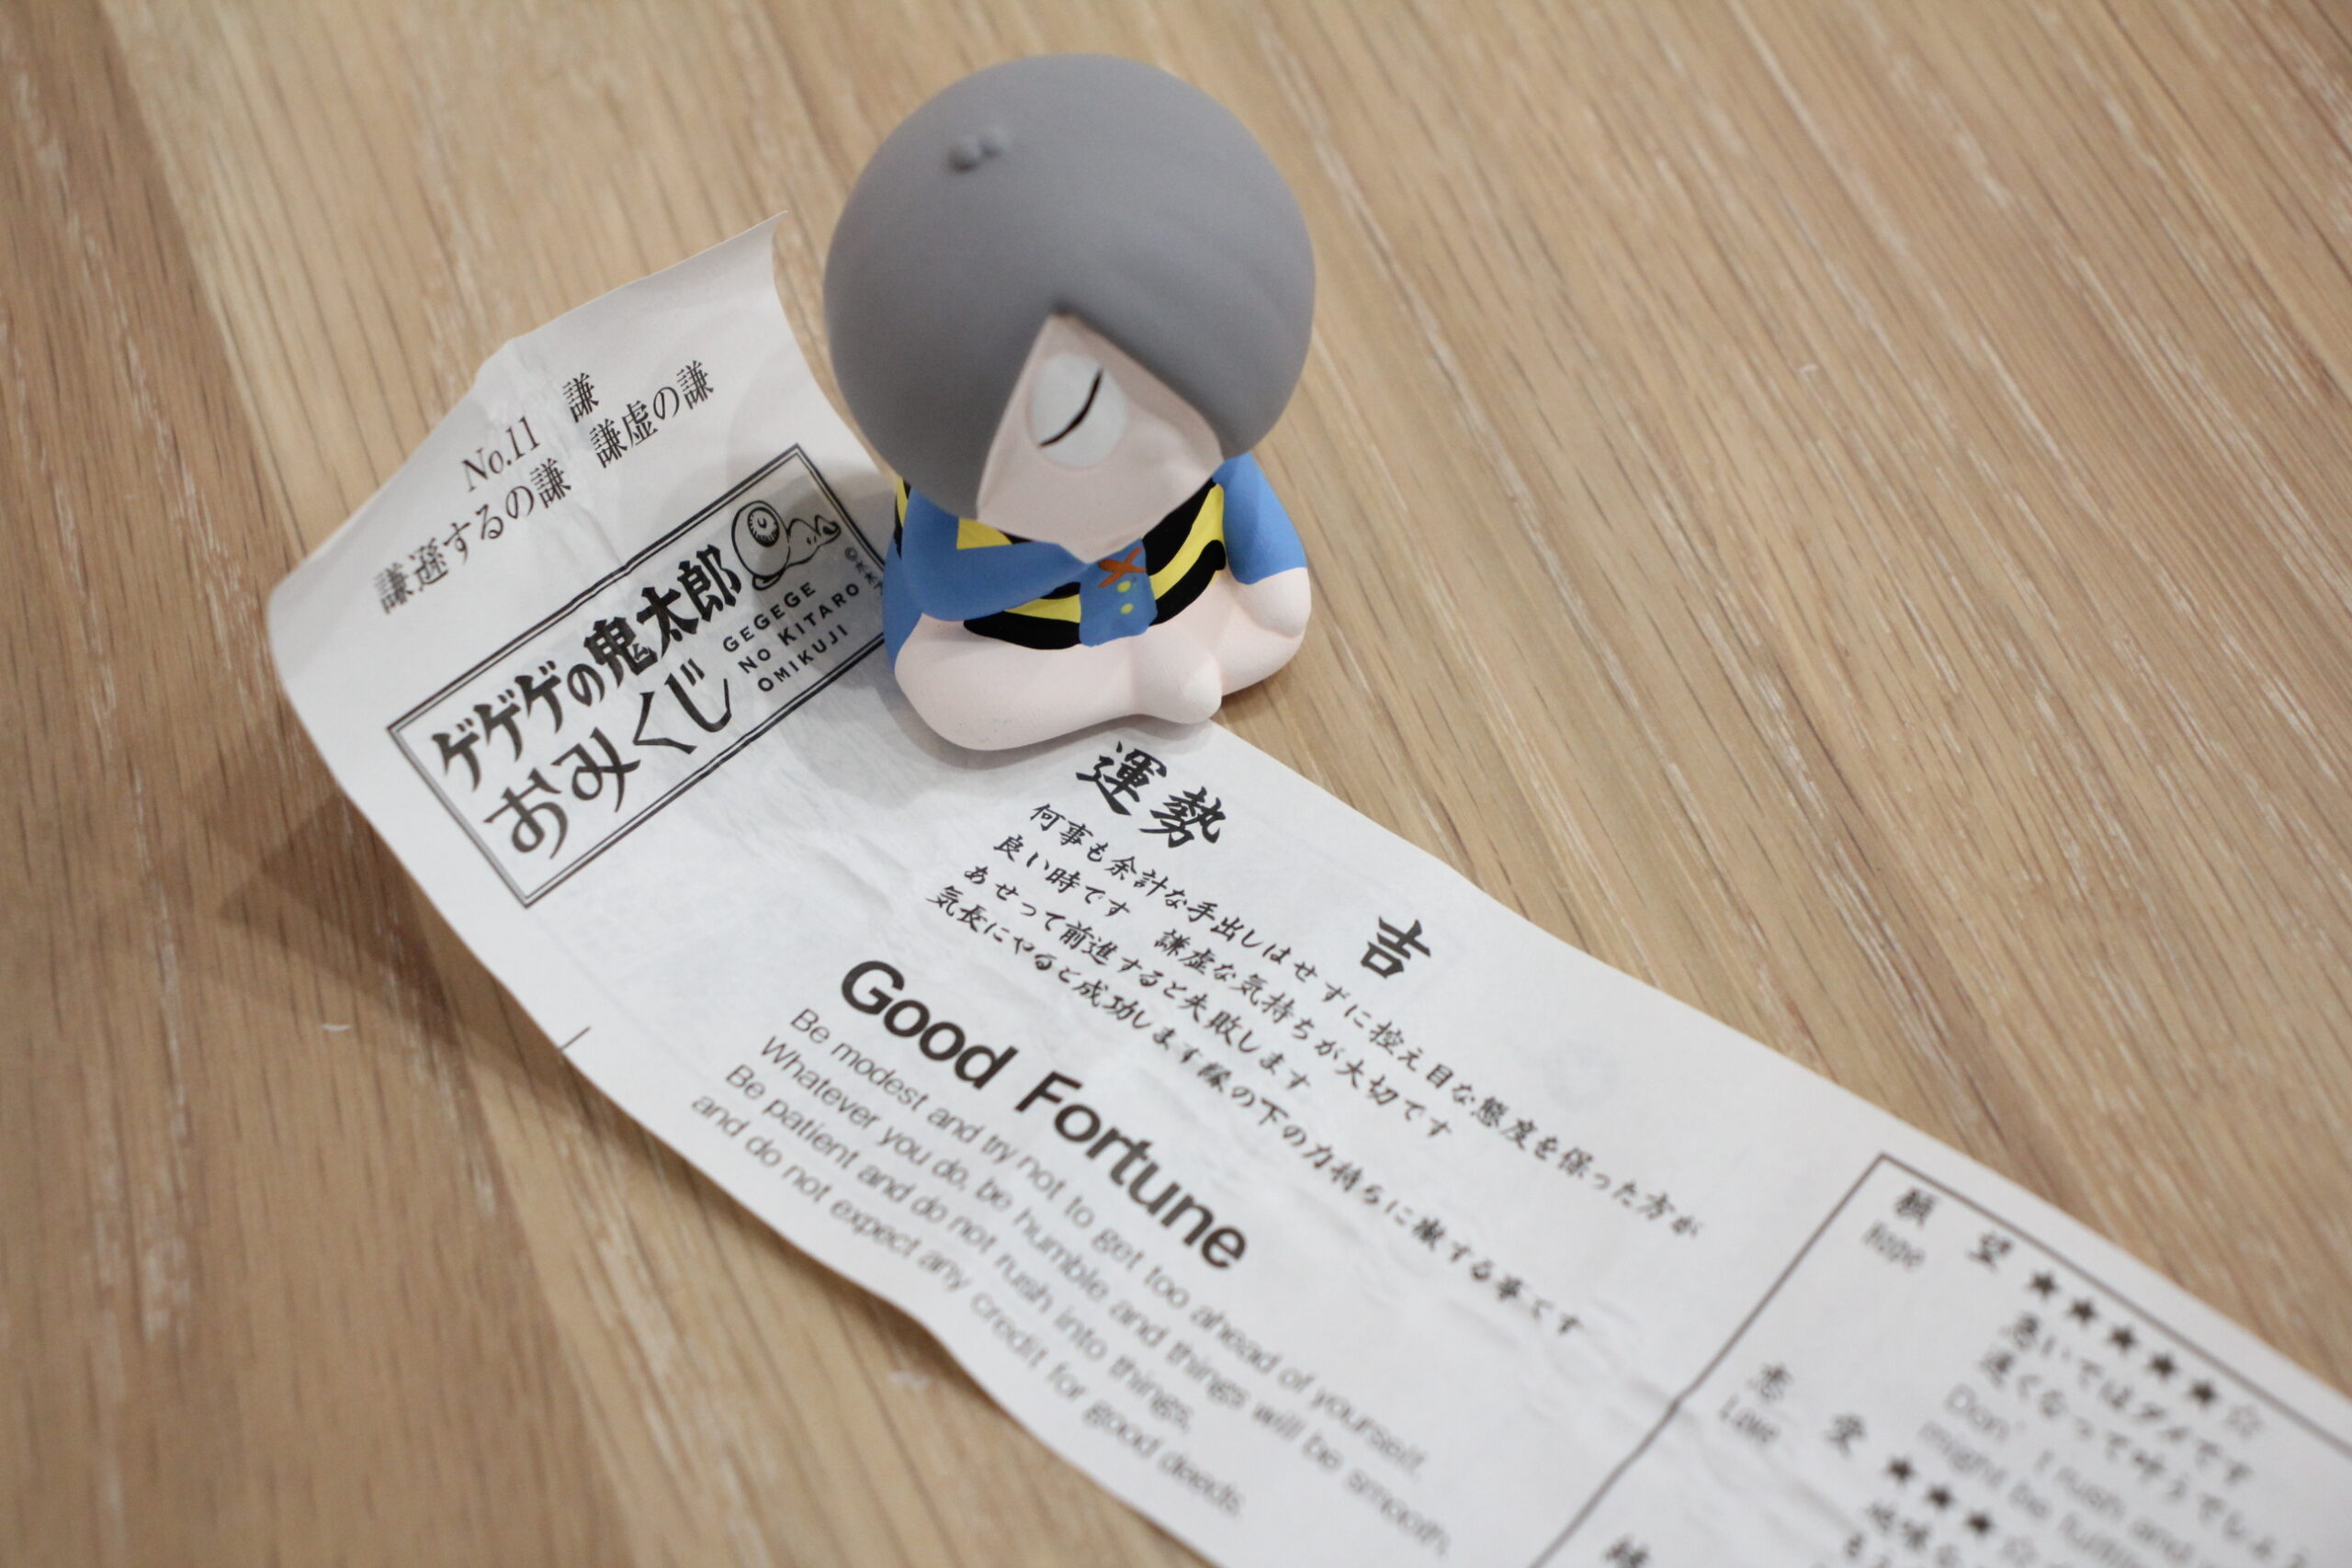 No.11 謙
謙遜するの謙 謙虚の謙
ゲゲゲの鬼太郎
おみくじ
GEGEGE
NO KITARO
OMIKUJI
運勢 吉
何事も余計な手出しはせずに控え目な態度を保った方が
良い時です 謙虚な気持ちが大切です
あせって前進すると失敗します
気長にやると成功します縁の下の力持ちに徹する事です
Good Fortune
Be modest and try not to get too ahead of yourself.
Whatever you do, be humble and things will be smooth.
Be patient and do not rush into things,
and do not expect any credit for good deeds.
願望 ★★★★★☆
Hope
急いではダメです
遅くなって叶うでしょう
Don't rush and
might be
恋愛 ★★★☆
Love
地味な